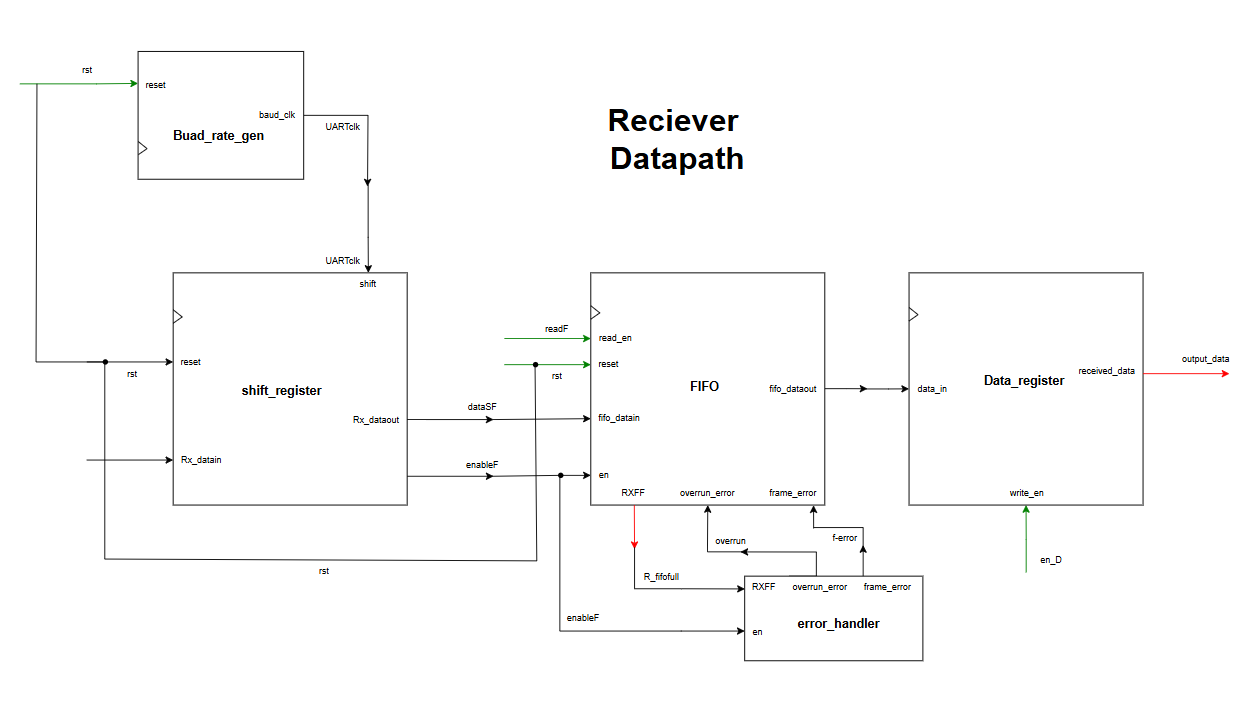 rst
reset
baud_clk
Buad_rate_gen
UARTclk
Reciever
Datapath
UARTclk
shift
reset
rst
shift_register
Rx_dataout
Rx_datain
dataSF
enableF
rst
readF
read_en
reset
rst
FIFO
fifo_dataout
fifo_datain
en
RXFF
overrun_error
frame_error
data_in
Data_register
received_data
output_data
write_en
en_D
overrun
f-error
R_fifofull
RXFF
overrun_error
frame_error
error_handler
enableF
en